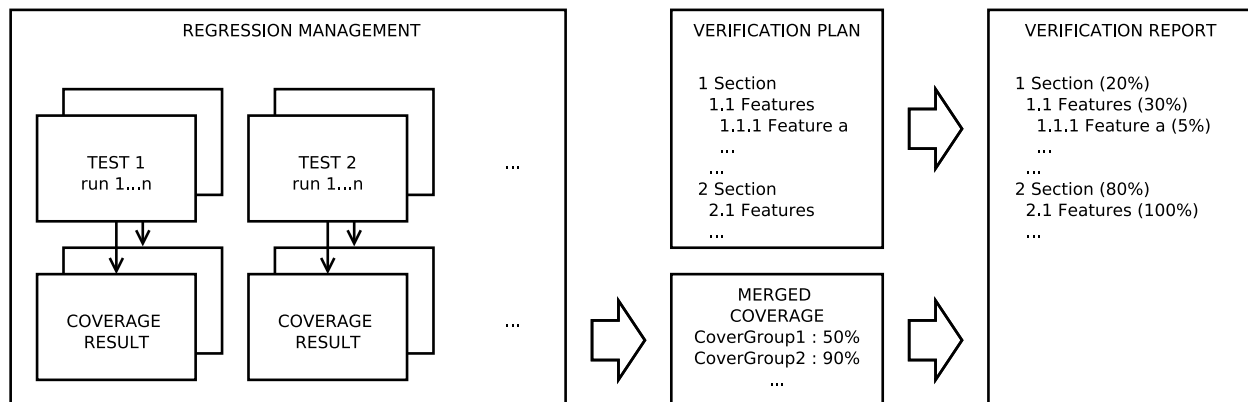 REGRESSION MANAGEMENT
TEST 1
run 1...n
TEST 2
run 1...n
...
COVERAGE
RESULT
COVERAGE
RESULT
...
VERIFICATION PLAN
1 Section
1.1 Features
1.1.1 Feature a
...
...
2 Section
2.1 Features
...
MERGED
COVERAGE
CoverGroup1 : 50%
CoverGroup2 : 90%
...
VERIFICATION REPORT
1 Section (20%)
1.1 Features (30%)
1.1.1 Feature a (5%)
...
...
2 Section (80%)
2.1 Features (100%)
...